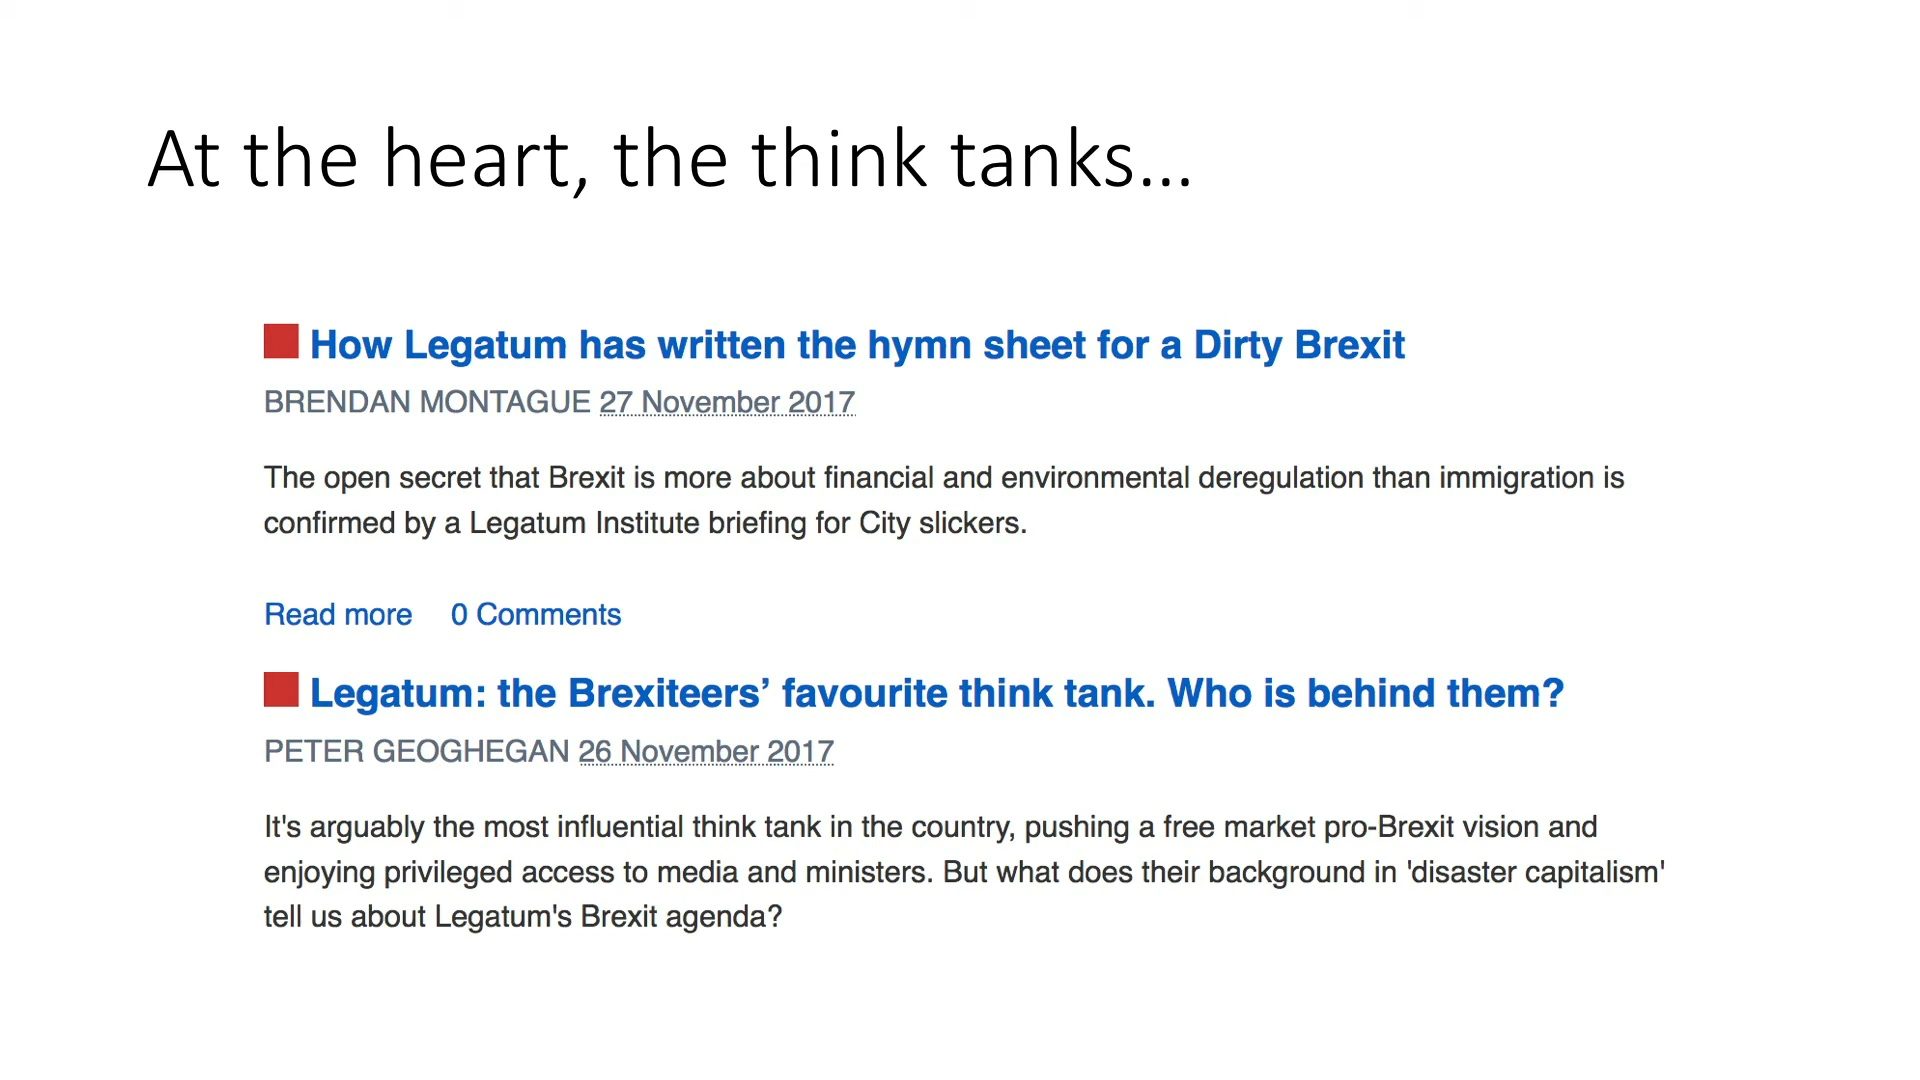 At the heart, the think tanks…
How Legatum has written the hymn sheet for a Dirty Brexit
BRENDAN MONTAGUE 27 November 2017
The open secret that Brexit is more about financial and environmental deregulation than immigration is
confirmed by a Legatum Institute briefing for City slickers.
Read more 0 Comments
Legatum: the Brexiteers’ favourite think tank. Who is behind them?
PETER GEOGHEGAN 26 November 2017
It's arguably the most influential think tank in the country, pushing a free market pro-Brexit vision and
enjoying privileged access to media and ministers. But what does their background in 'disaster capitalism'
tell us about Legatum's Brexit agenda?